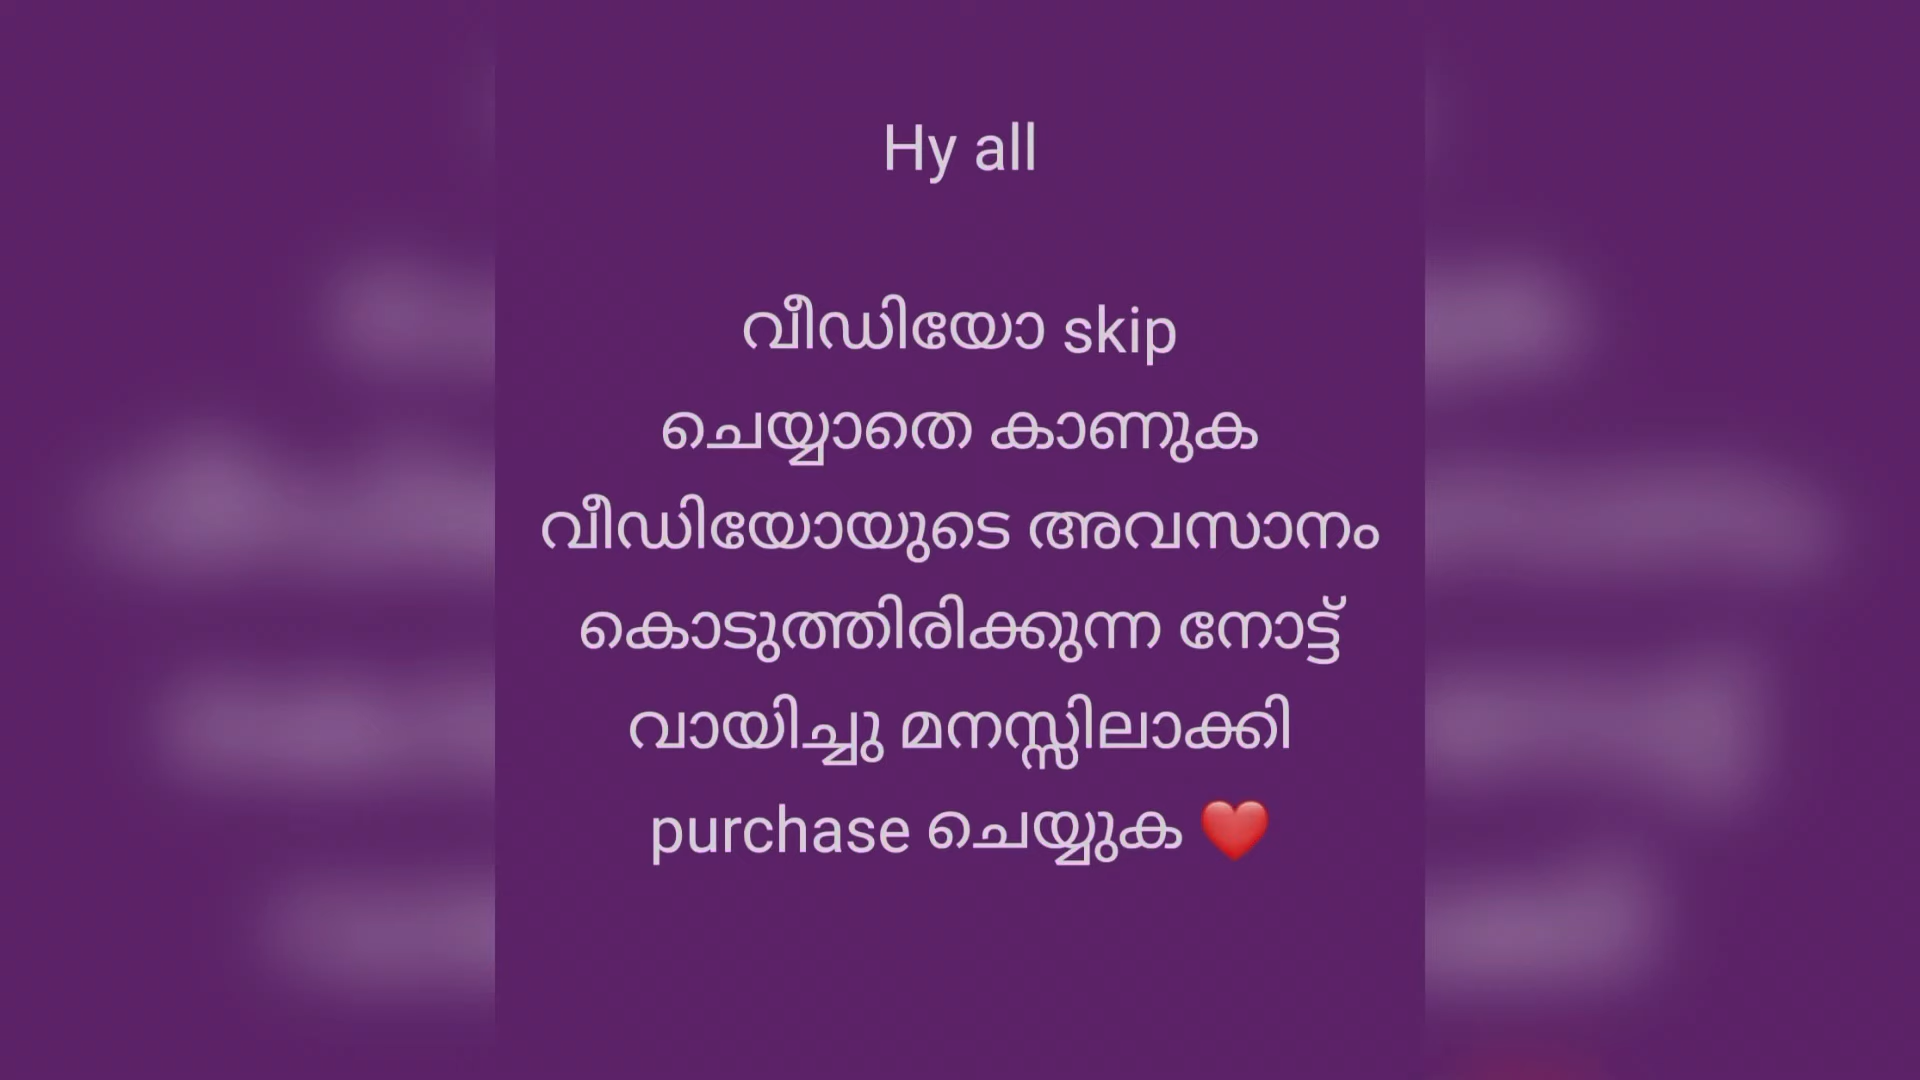 Hy all
വീഡിയോ skip
ചെയ്യാതെ കാണുക
വീഡിയോയുടെ അവസാനം
കൊടുത്തിരിക്കുന്ന നോട്ട്
വായിച്ചു മനസ്സിലാക്കി
purchase ചെയ്യുക ❤️